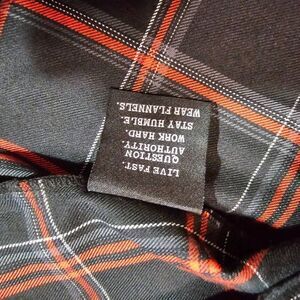 LIVE FAST.
QUESTION
AUTHORITY.
WORK HARD.
STAY HUMBLE.
WEAR FLANNELS.